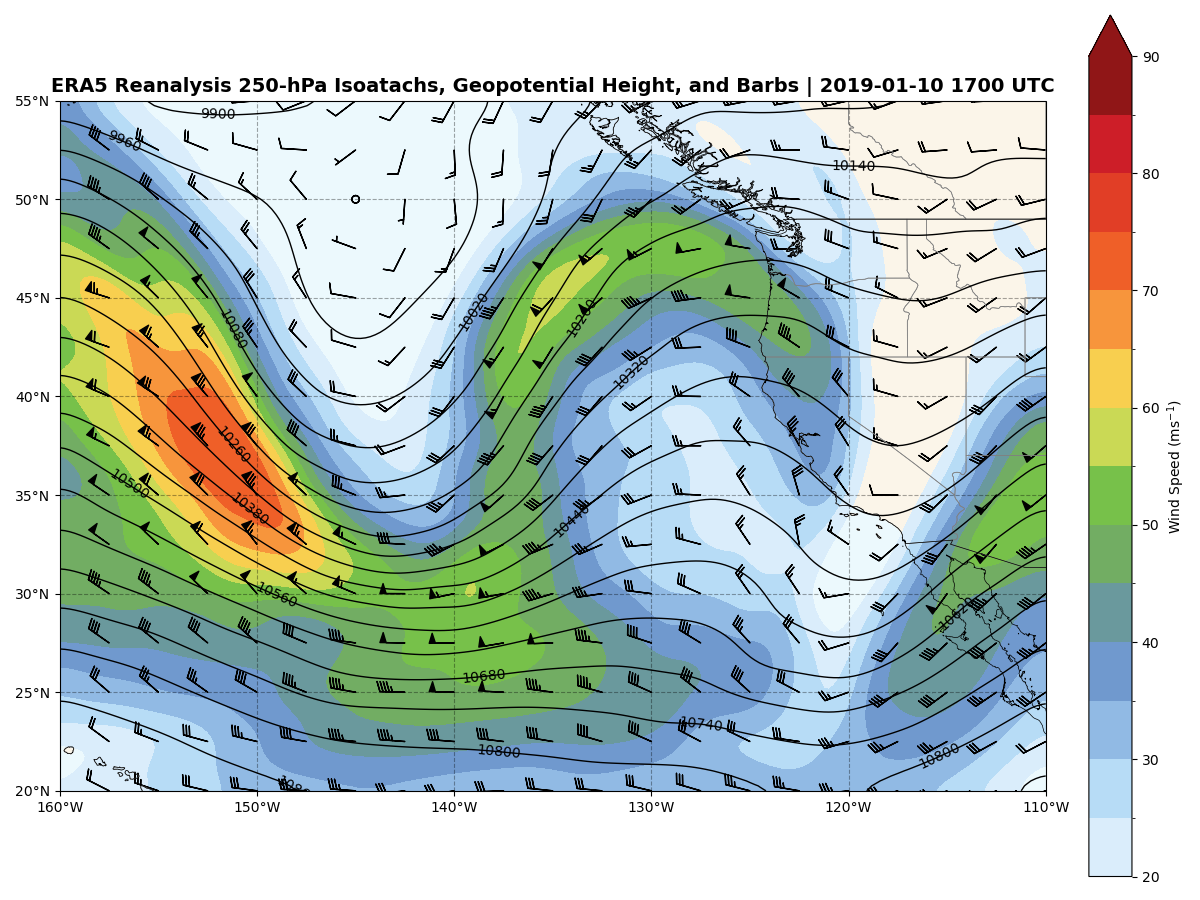 ERA5 Reanalysis 250-hPa Isoatachs, Geopotential Height, and Barbs | 2019-01-10 1700 UTC
55°N
50°N
45°N
40°N
35°N
30°N
25°N
20°N
160°W
150°W
140°W
130°W
120°W
110°W
9900
9960
10140
10020
10080
10200
10320
10260
10500
10380
10440
10560
10620
10680
10740
10800
10800
90
80
70
60
50
40
30
20
Wind Speed (ms⁻¹)